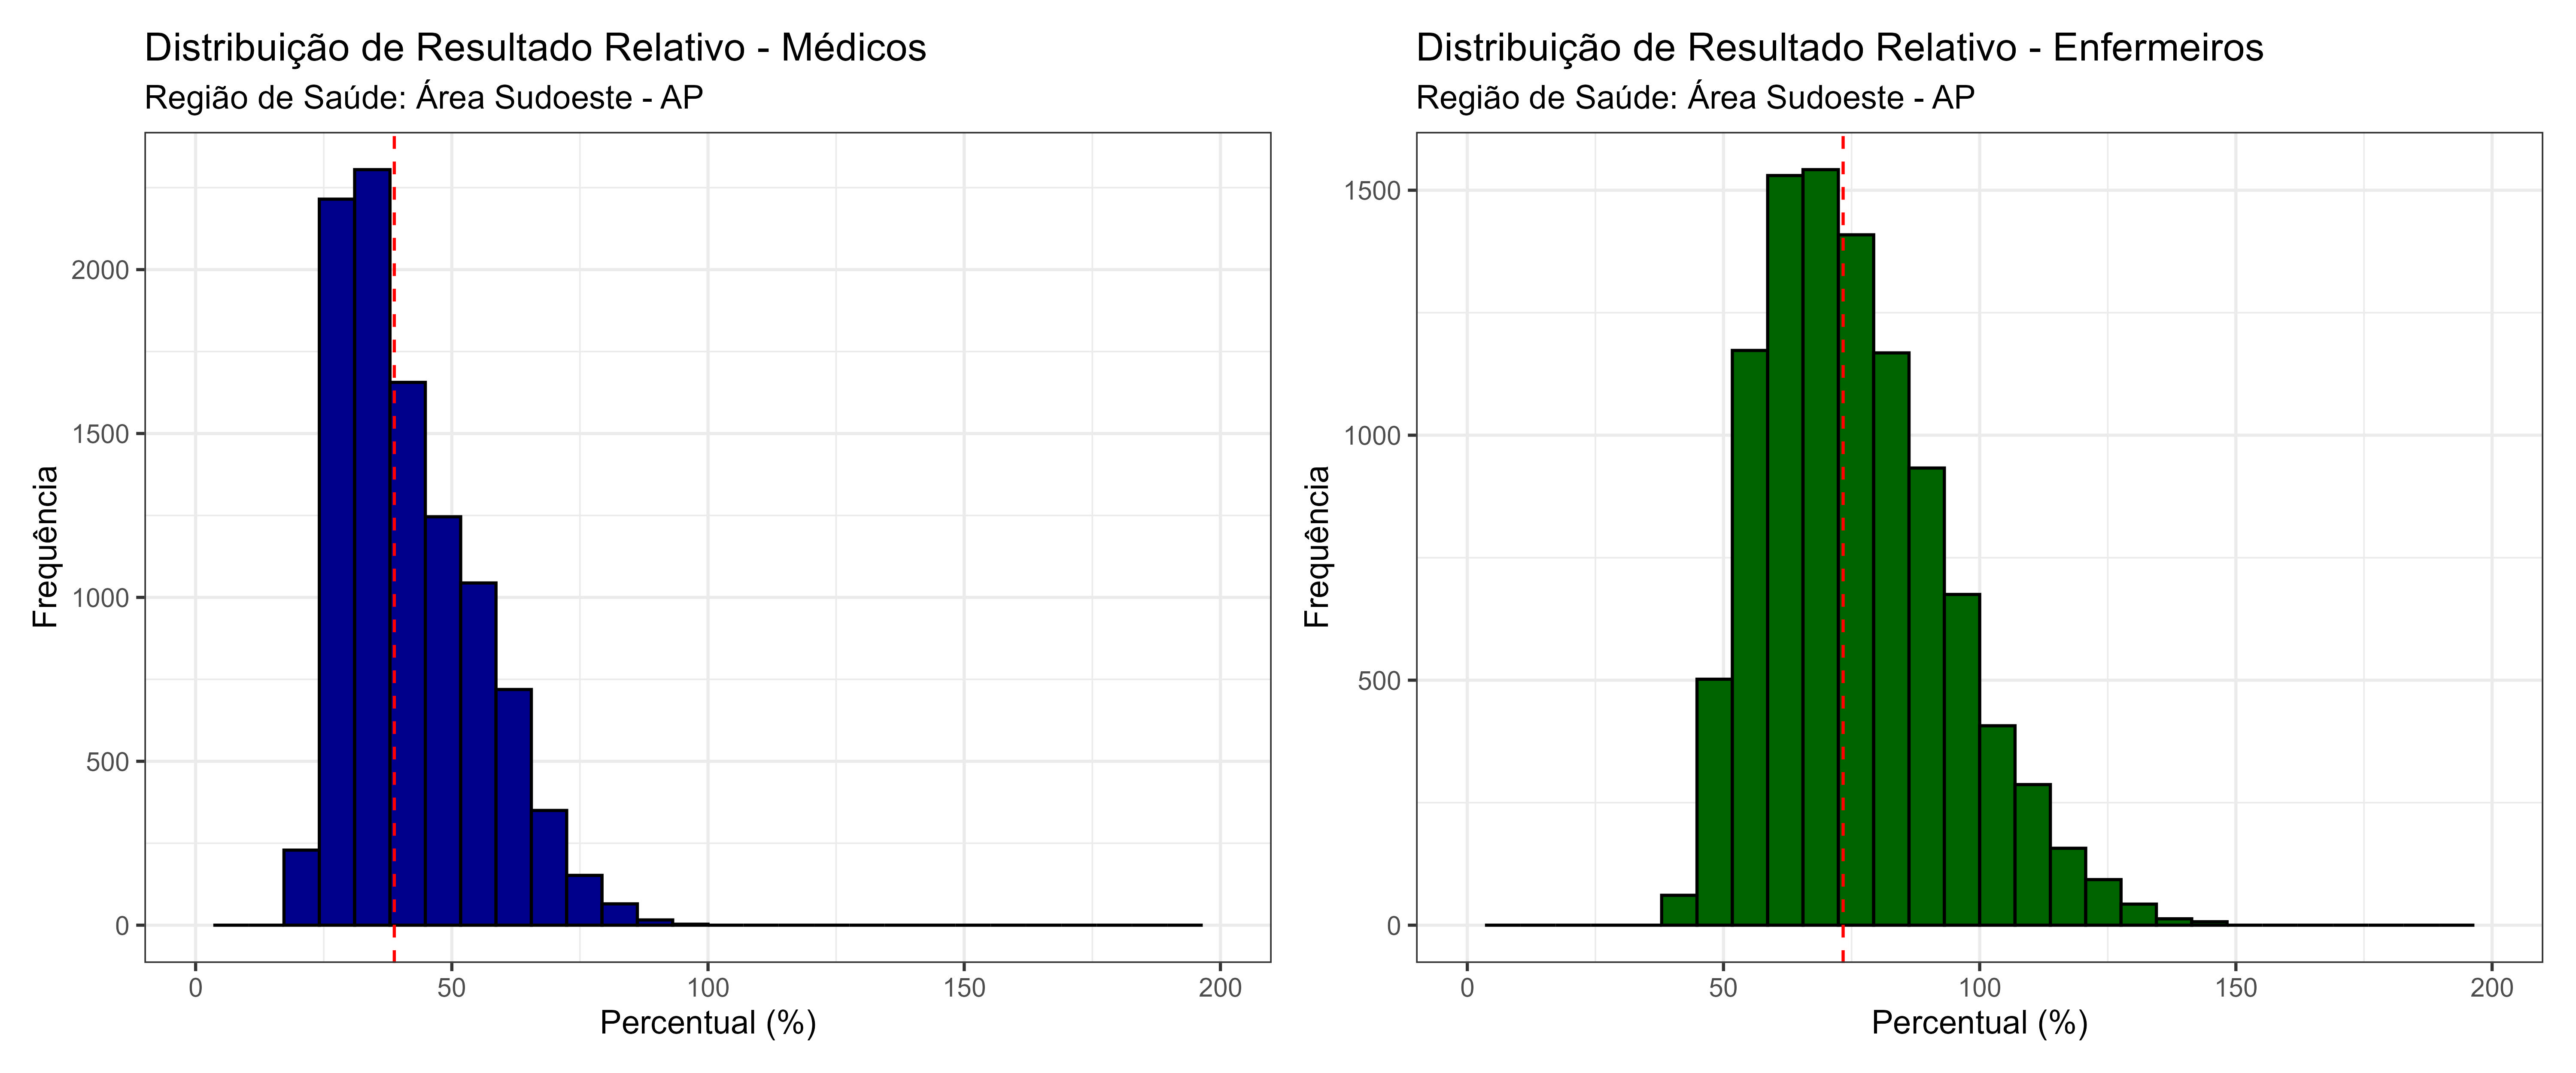 Distribuição de Resultado Relativo - Médicos
Região de Saúde: Área Sudoeste - AP
Frequência
2000
1500
1000
500
0
0 50 100 150 200
Percentual (%)
Distribuição de Resultado Relativo - Enfermeiros
Região de Saúde: Área Sudoeste - AP
Frequência
1500
1000
500
0
0 50 100 150 200
Percentual (%)